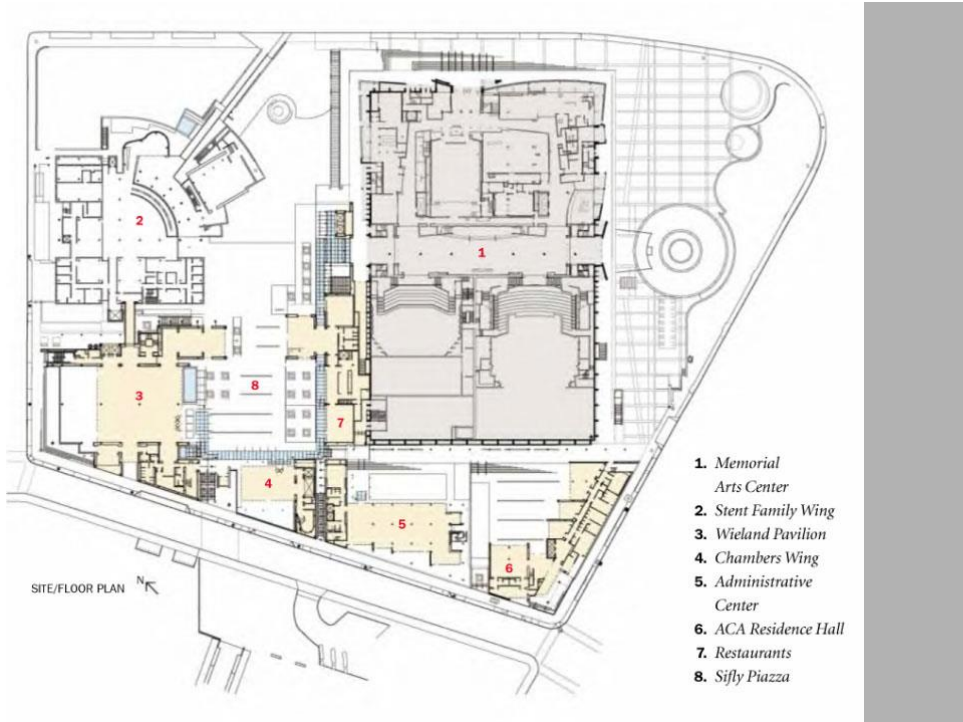 2
1
8
3
7
4
5
6
SITE/FLOOR PLAN N
1. Memorial
Arts Center
2. Stent Family Wing
3. Wieland Pavilion
4. Chambers Wing
5. Administrative
Center
6. ACA Residence Hall
7. Restaurants
8. Sifly Piazza